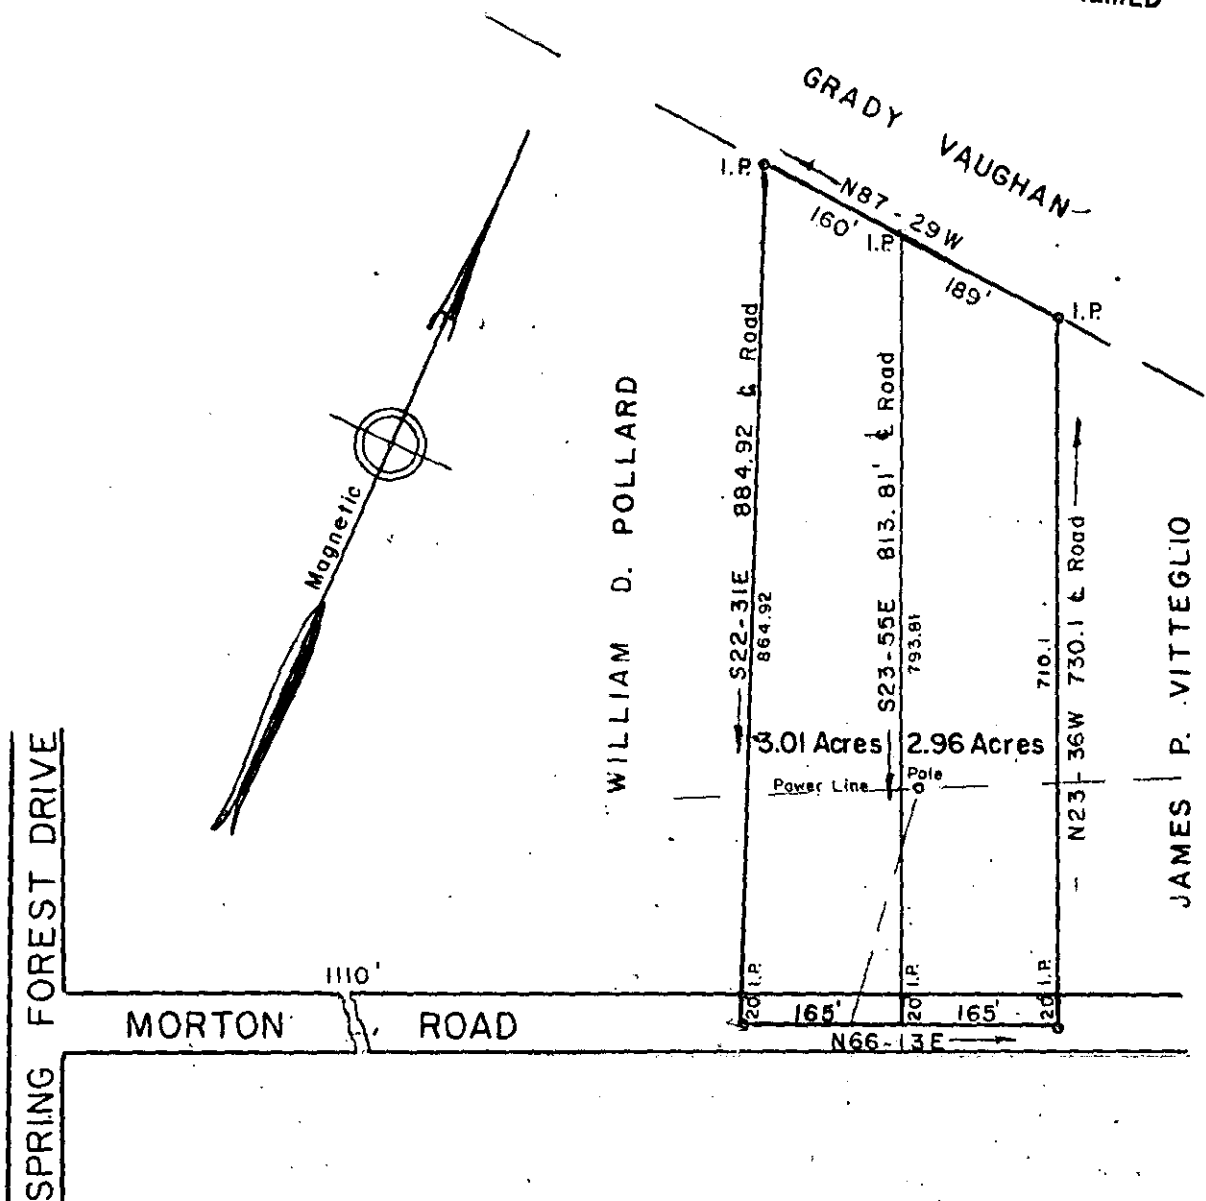 GRADY VAUGHAN
I.P.
N87-29W
160'
I.P.
189'
I.P.
Magnetic
WILLIAM D. POLLARD
S22-31E 884.92 ℄ Road
864.92
S23-55E 813.81' ℄ Road
793.81
N23-36W 730.1 ℄ Road
710.1
JAMES P. VITTEGLIO
3.01 Acres
2.96 Acres
Power Line
Pole
SPRING FOREST DRIVE
1110'
MORTON ROAD
20 I.P.
165'
20 I.P.
165'
20 I.P.
N66-13E